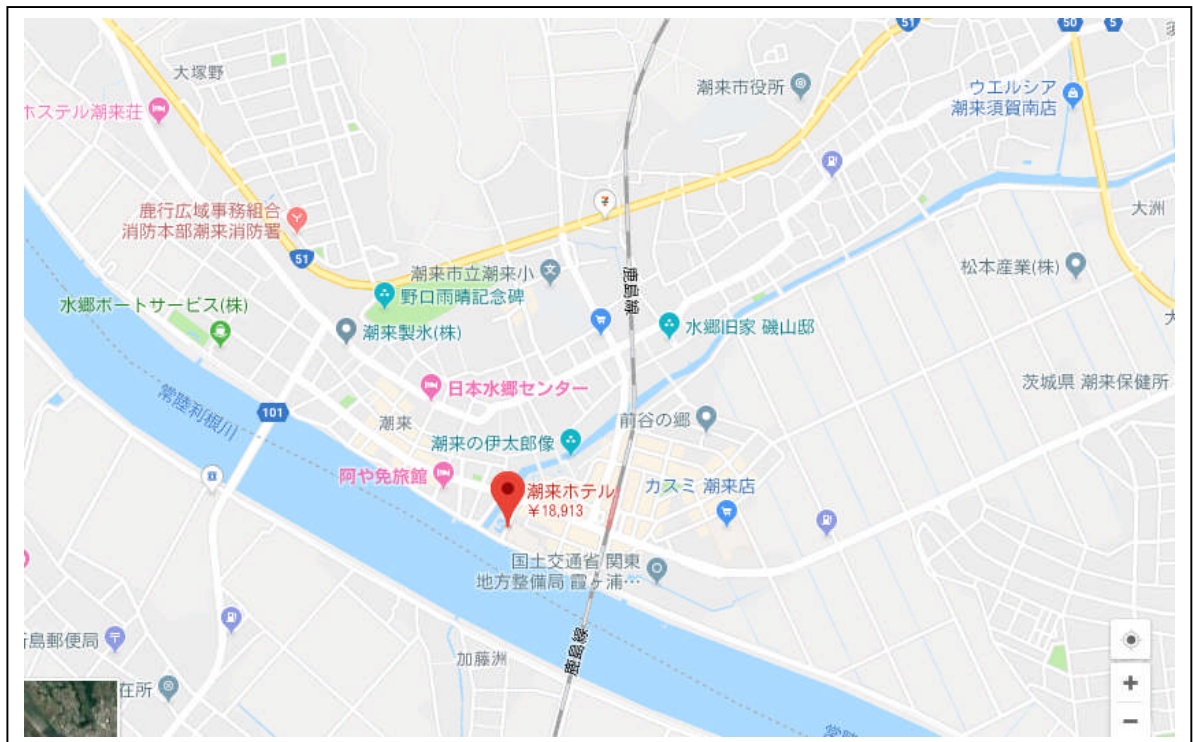 51
50
5
大塚野
潮来市役所
ウエルシア
潮来須賀南店
ホステル潮来荘
鹿行広域事務組合
消防本部潮来消防署
大洲
51
潮来市立潮来小
鹿島線
松本産業(株)
野口雨晴記念碑
水郷ボートサービス(株)
潮来製氷(株)
水郷旧家 磯山邸
日本水郷センター
茨城県 潮来保健所
常陸利根川
101
潮来
前谷の郷
潮来の伊太郎像
阿や免旅館
潮来ホテル
¥18,913
カスミ 潮来店
国土交通省 関東
地方整備局 霞ヶ浦…
島郵便局
鹿島線
加藤洲
在所
+
−